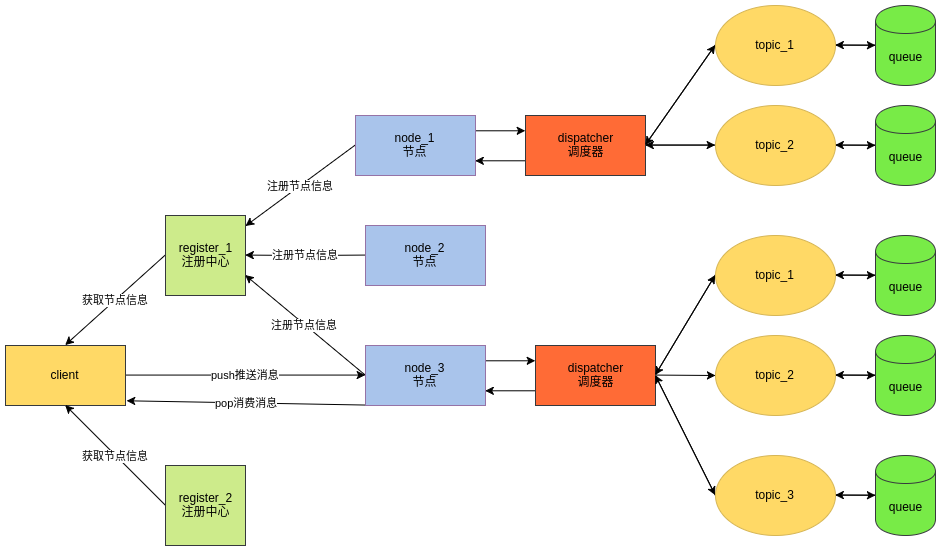 topic_1
queue
node_1
节点
dispatcher
调度器
topic_2
queue
注册节点信息
register_1
注册中心
注册节点信息
node_2
节点
topic_1
queue
获取节点信息
注册节点信息
client
push推送消息
node_3
节点
dispatcher
调度器
topic_2
queue
pop消费消息
获取节点信息
register_2
注册中心
topic_3
queue